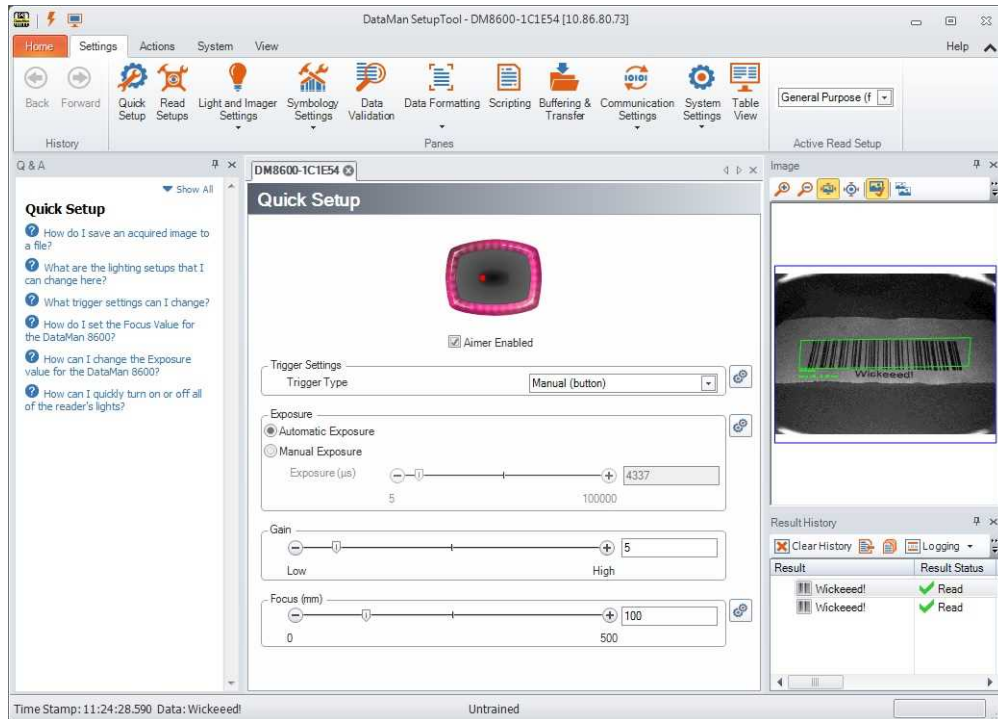 DataMan SetupTool - DM8600-1C1E54 [10.86.80.73]
Home Settings Actions System View Help
Back Forward Quick Setup Read Setups Light and Imager Settings Symbology Settings Data Validation Data Formatting Scripting Buffering & Transfer Communication Settings System Settings Table View General Purpose (f
History Panes Active Read Setup
Q & A
Show All
Quick Setup
How do I save an acquired image to
a file?
What are the lighting setups that I
can change here?
What trigger settings can I change?
How do I set the Focus Value for
the DataMan 8600?
How can I change the Exposure
value for the DataMan 8600?
How can I quickly turn on or off all
of the reader's lights?
DM8600-1C1E54
Quick Setup
Aimer Enabled
Trigger Settings
Trigger Type Manual (button)
Exposure
Automatic Exposure
Manual Exposure
Exposure (µs) 4337
5 100000
Gain
5
Low High
Focus (mm)
100
0 500
Image
Wickeeed!
Result History
Clear History Logging
Result Result Status
Wickeeed! Read
Wickeeed! Read
Time Stamp: 11:24:28.590 Data: Wickeeed! Untrained